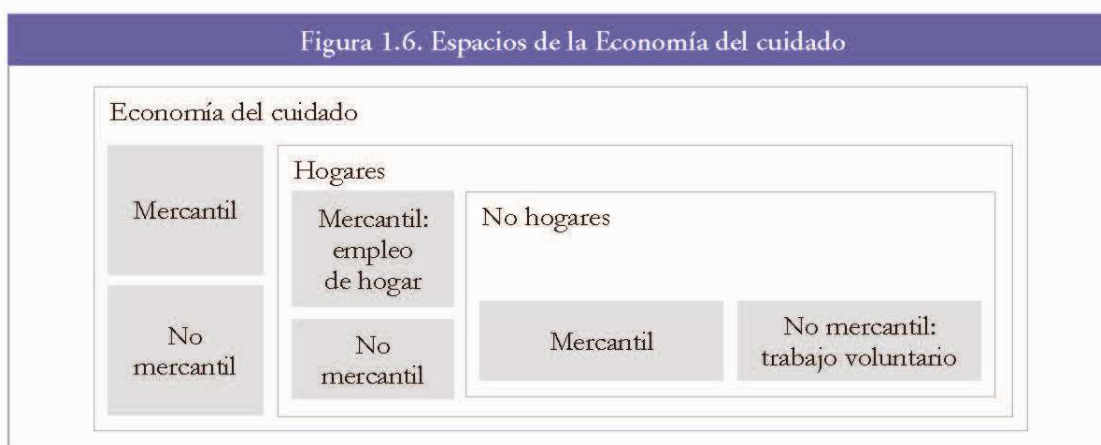 Figura 1.6. Espacios de la Economía del cuidado
Economía del cuidado
Mercantil
No
mercantil
Hogares
Mercantil:
empleo
de hogar
No
mercantil
No hogares
Mercantil
No mercantil:
trabajo voluntario